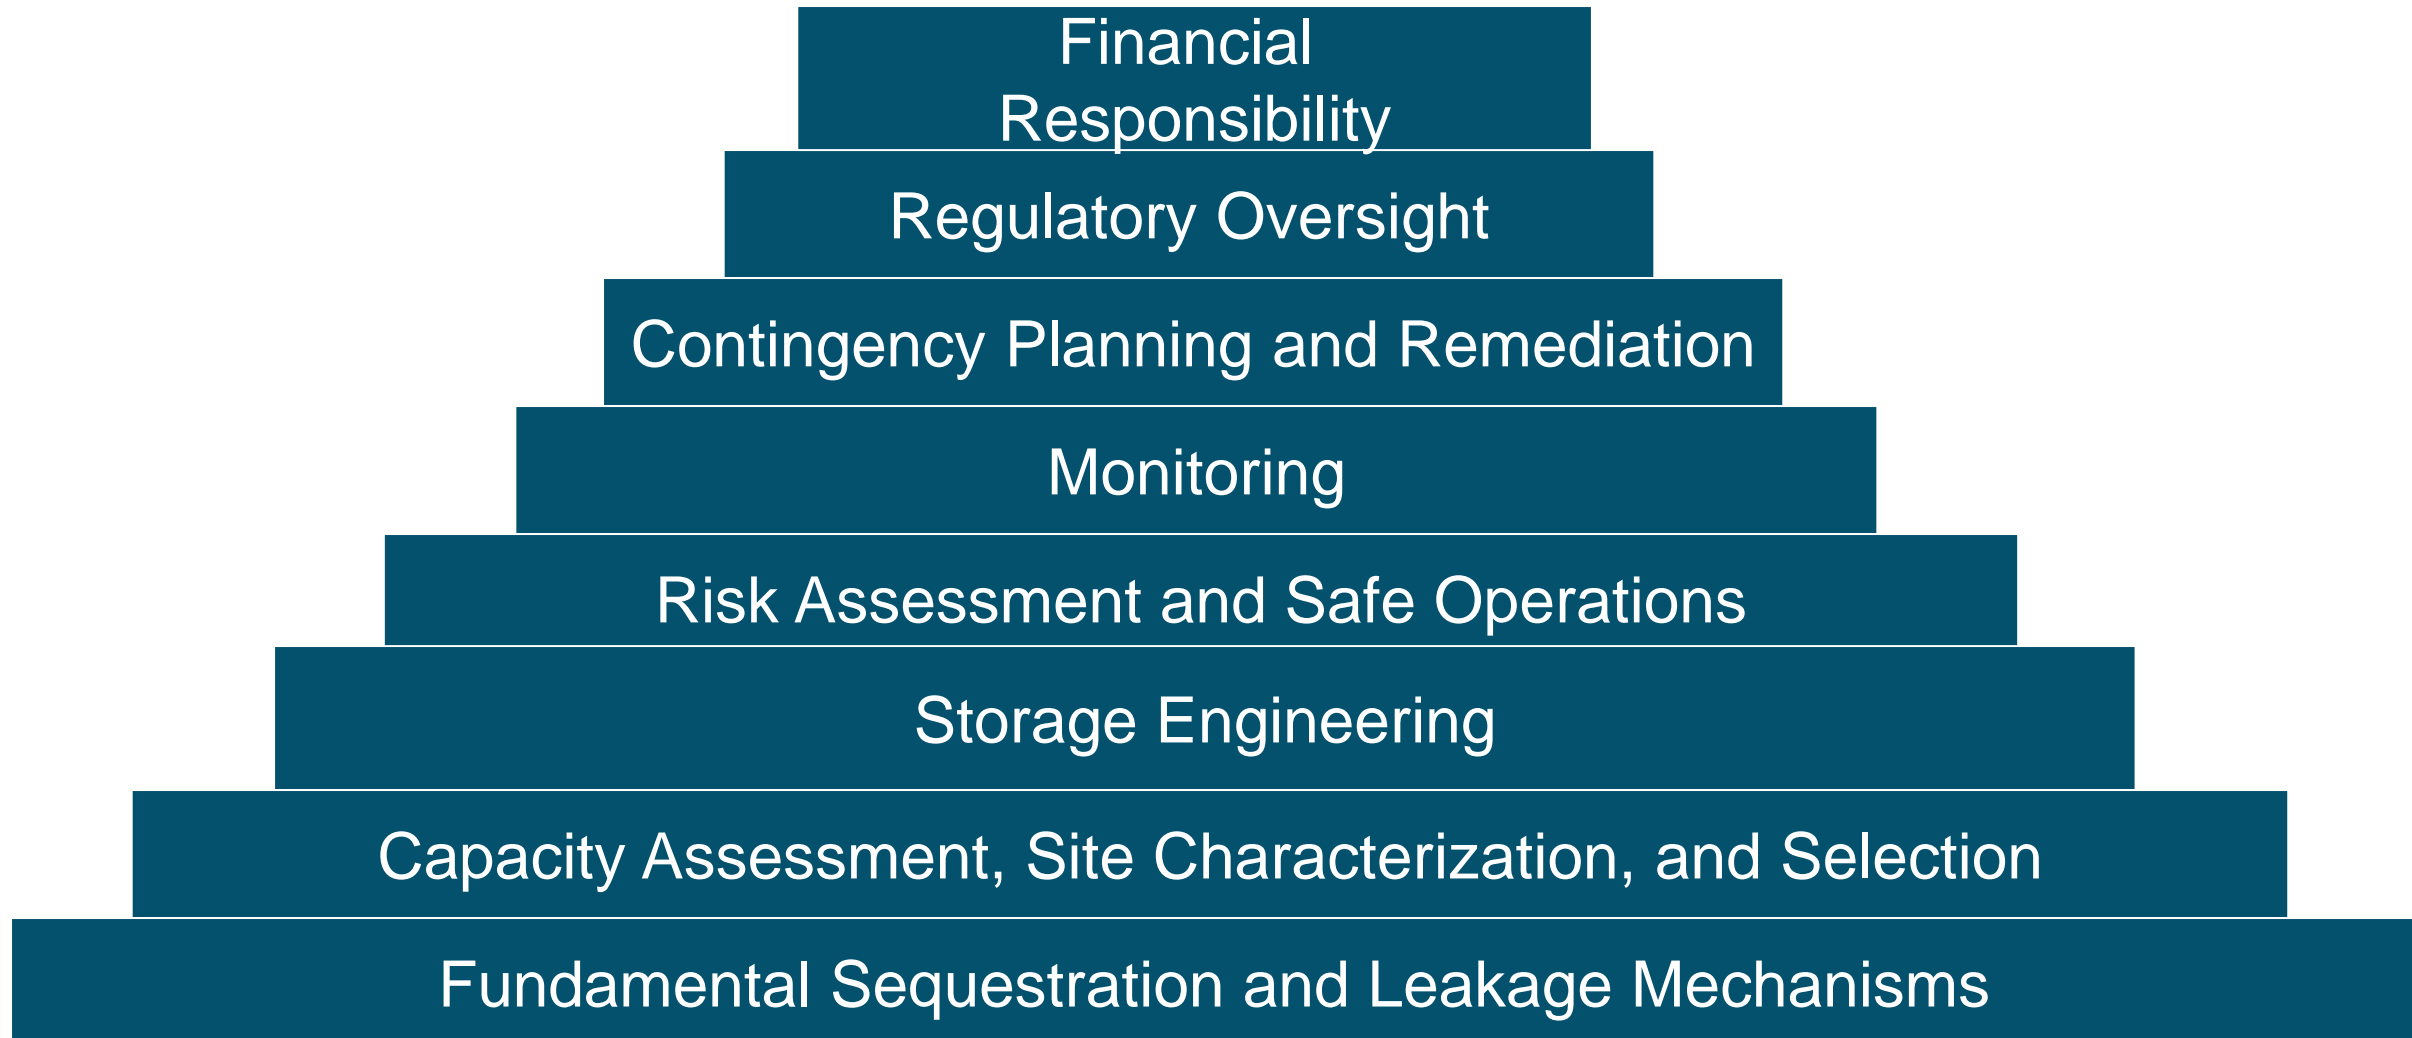 Financial
Responsibility
Regulatory Oversight
Contingency Planning and Remediation
Monitoring
Risk Assessment and Safe Operations
Storage Engineering
Capacity Assessment, Site Characterization, and Selection
Fundamental Sequestration and Leakage Mechanisms